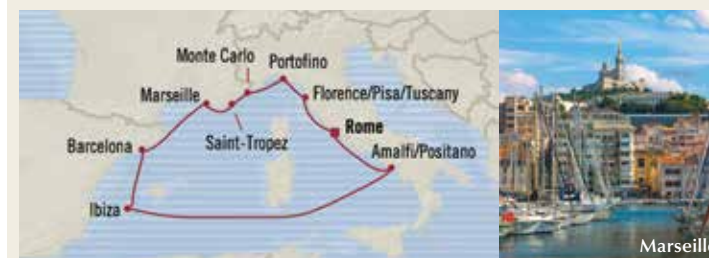 Monte Carlo
Portofino
Marseille
Florence/Pisa/Tuscany
Saint-Tropez
Rome
Barcelona
Amalfi/Positano
Ibiza
Marseille